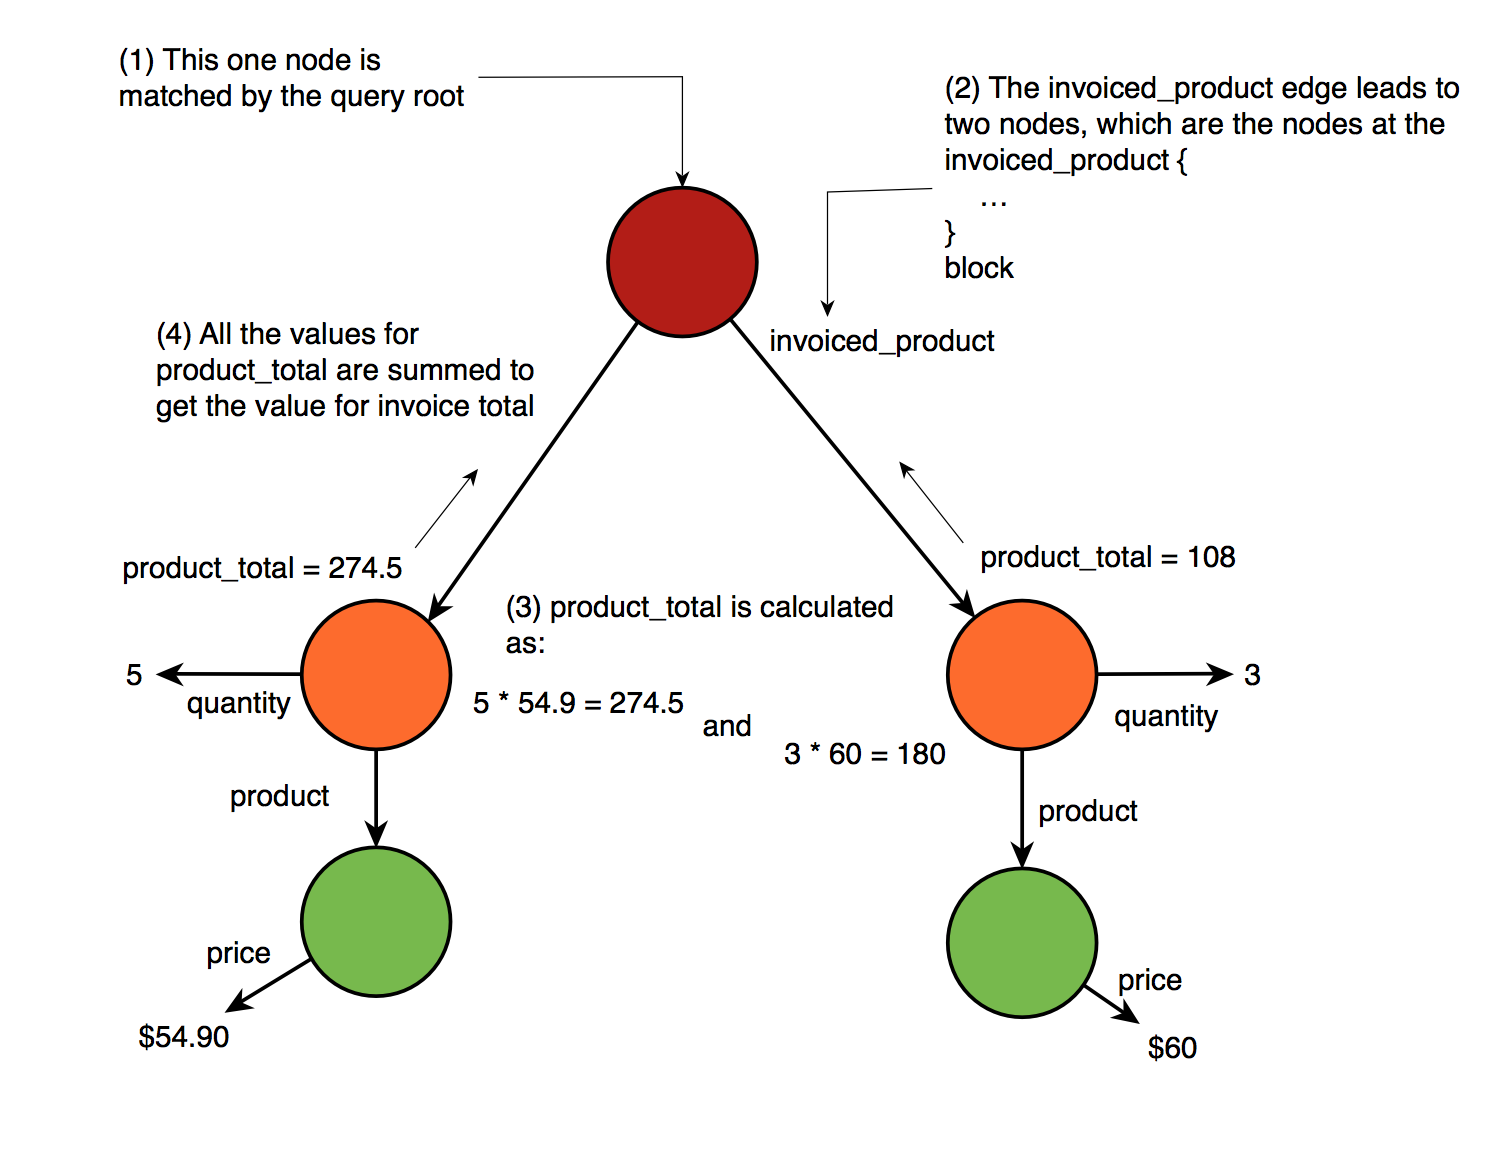 (1) This one node is
matched by the query root
(2) The invoiced_product edge leads to
two nodes, which are the nodes at the
invoiced_product {
...
}
block
invoiced_product
(4) All the values for
product_total are summed to
get the value for invoice total
product_total = 274.5
product_total = 108
(3) product_total is calculated
as:
5 * 54.9 = 274.5
and
3 * 60 = 180
5
quantity
3
quantity
product
product
price
$54.90
price
$60